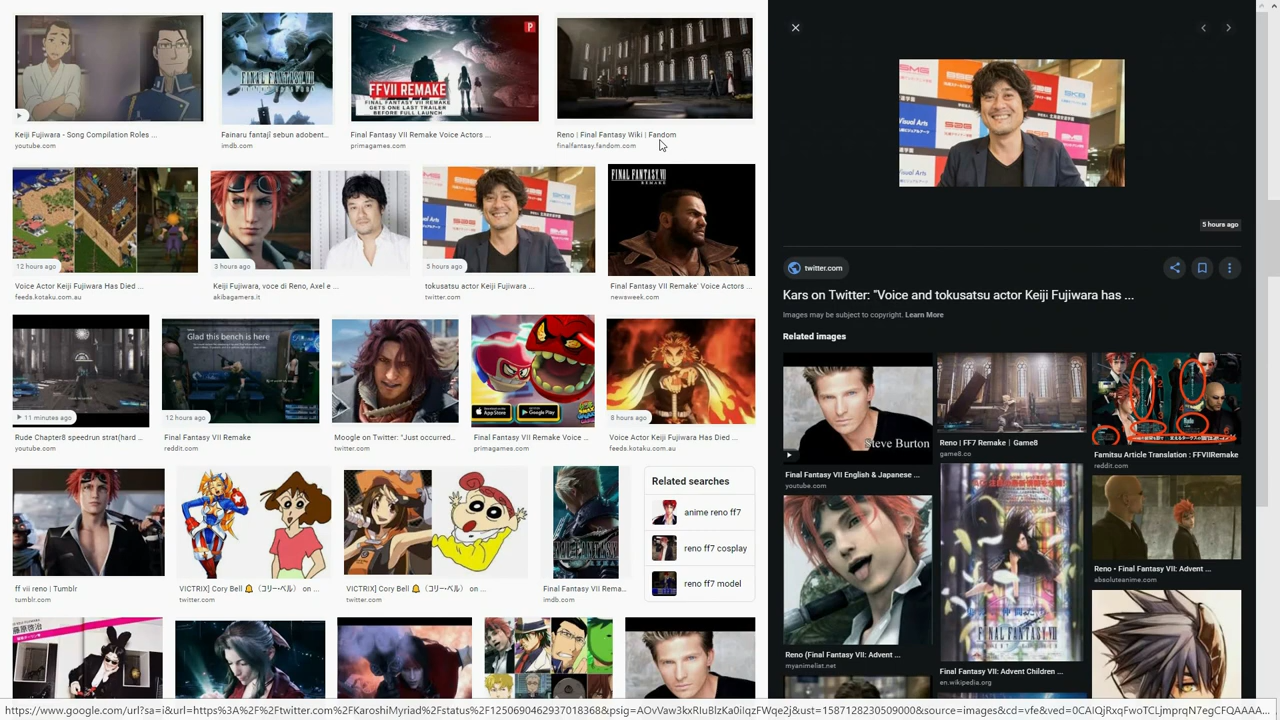 FINAL FANTASY VII
P
FFVII REMAKE
FINAL FANTASY VII REMAKE
GETS ONE LAST TRAILER
BEFORE FULL LAUNCH
Keiji Fujiwara - Song Compilation Roles ...
youtube.com
Fainaru fantajî sebun adobent...
imdb.com
Final Fantasy VII Remake Voice Actors ...
primagames.com
Reno | Final Fantasy Wiki | Fandom
finalfantasy.fandom.com
FINAL FANTASY VII
REMAKE
12 hours ago
3 hours ago
5 hours ago
Voice Actor Keiji Fujiwara Has Died ...
feeds.kotaku.com.au
Keiji Fujiwara, voce di Reno, Axel e ...
akibagamers.it
tokusatsu actor Keiji Fujiwara ...
twitter.com
Final Fantasy VII Remake' Voice Actors ...
newsweek.com
Glad this bench is here
App Store
Google Play
11 minutes ago
12 hours ago
8 hours ago
Rude Chapter8 speedrun strat(hard ...
youtube.com
Final Fantasy VII Remake
reddit.com
Moogle on Twitter: "Just occurred...
twitter.com
Final Fantasy VII Remake Voice ...
primagames.com
Voice Actor Keiji Fujiwara Has Died ...
feeds.kotaku.com.au
ff vii reno | Tumblr
tumblr.com
VICTRIX] Cory Bell🔔（コリー・ベル） on ...
twitter.com
VICTRIX] Cory Bell🔔（コリー・ベル） on ...
twitter.com
Final Fantasy VII Rema...
imdb.com
Related searches
anime reno ff7
reno ff7 cosplay
reno ff7 model
藤原啓治
5 hours ago
twitter.com
Kars on Twitter: "Voice and tokusatsu actor Keiji Fujiwara has ...
Images may be subject to copyright. Learn More
Related images
Steve Burton
Final Fantasy VII English & Japanese ...
youtube.com
Reno | FF7 Remake｜Game8
game8.co
Famitsu Article Translation : FFVIIRemake
reddit.com
Reno (Final Fantasy VII: Advent ...
myanimelist.net
FINAL FANTASY VII
Final Fantasy VII: Advent Children ...
en.wikipedia.org
Reno • Final Fantasy VII: Advent ...
absoluteanime.com
https://www.google.com/url?sa=i&url=https%3A%2F%2Ftwitter.com%2FKaroshiMyriad%2Fstatus%2F1250690462937018368&psig=AOvVaw3kxRIuBlzKa0iIqzFWqe2j&ust=1587128230509000&source=images&cd=vfe&ved=0CAIQjRxqFwoTCLjmprqN7egCFQAAAA...